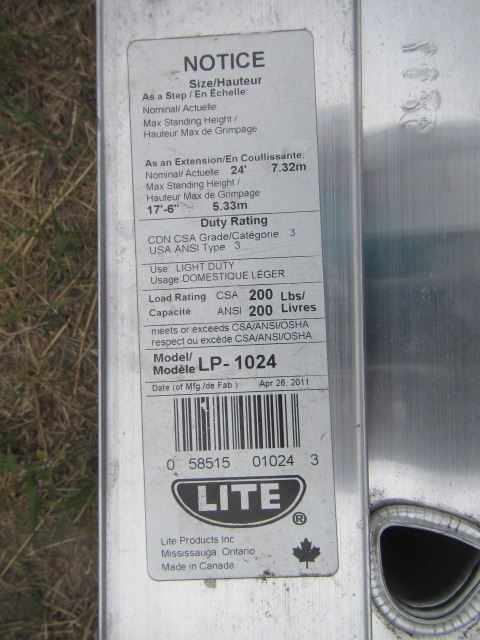 NOTICE
Size/Hauteur
As a Step / En Échelle:
Nominal/ Actuelle
Max Standing Height /
Hauteur Max de Grimpage
As an Extension/En Coullissante:
Nominal/ Actuelle 24' 7.32m
Max Standing Height /
Hauteur Max de Grimpage
17'-6" 5.33m
Duty Rating
CDN CSA Grade/Catégorie 3
USA ANSI Type 3
Use: LIGHT DUTY
Usage:DOMESTIQUE LÉGER
Load Rating CSA 200 Lbs/
Capacité ANSI 200 Livres
meets or exceeds CSA/ANSI/OSHA
respect ou excède CSA/ANSI/OSHA
Model/
Modèle LP-1024
Date (of Mfg./de Fab.) Apr 26, 2011
0 58515 01024 3
LITE ®
Lite Products Inc
Mississauga, Ontario
Made in Canada